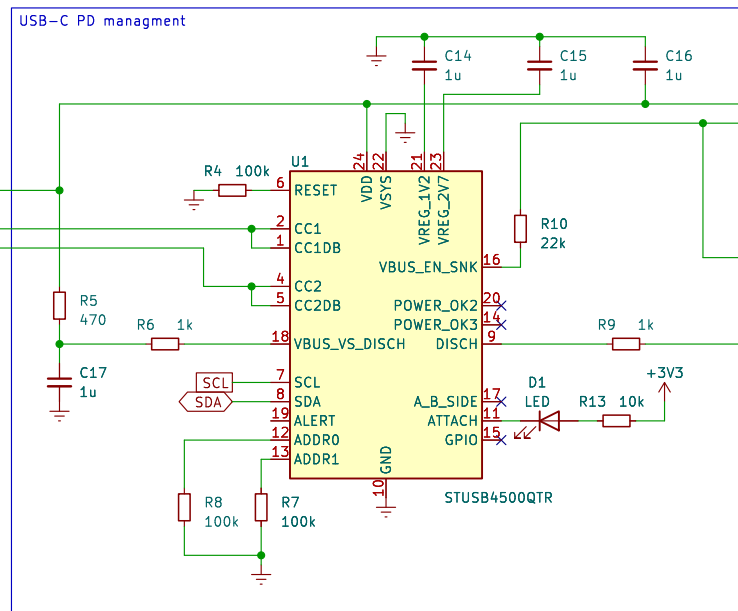 USB-C PD managment
C14
1u
C15
1u
C16
1u
U1
24
22
21
23
R4 100k
6
RESET
VDD
VSYS
VREG_1V2
VREG_2V7
2
CC1
1
CC1DB
R10
22k
VBUS_EN_SNK
16
4
CC2
5
CC2DB
POWER_OK2
20
POWER_OK3
14
R5
470
R6 1k
18
VBUS_VS_DISCH
DISCH
9
R9 1k
C17
1u
SCL
7
SCL
SDA
8
SDA
A_B_SIDE
17
D1
LED
+3V3
R13 10k
19
ALERT
ATTACH
11
12
ADDR0
GPIO
15
13
ADDR1
GND
10
STUSB4500QTR
R8
100k
R7
100k